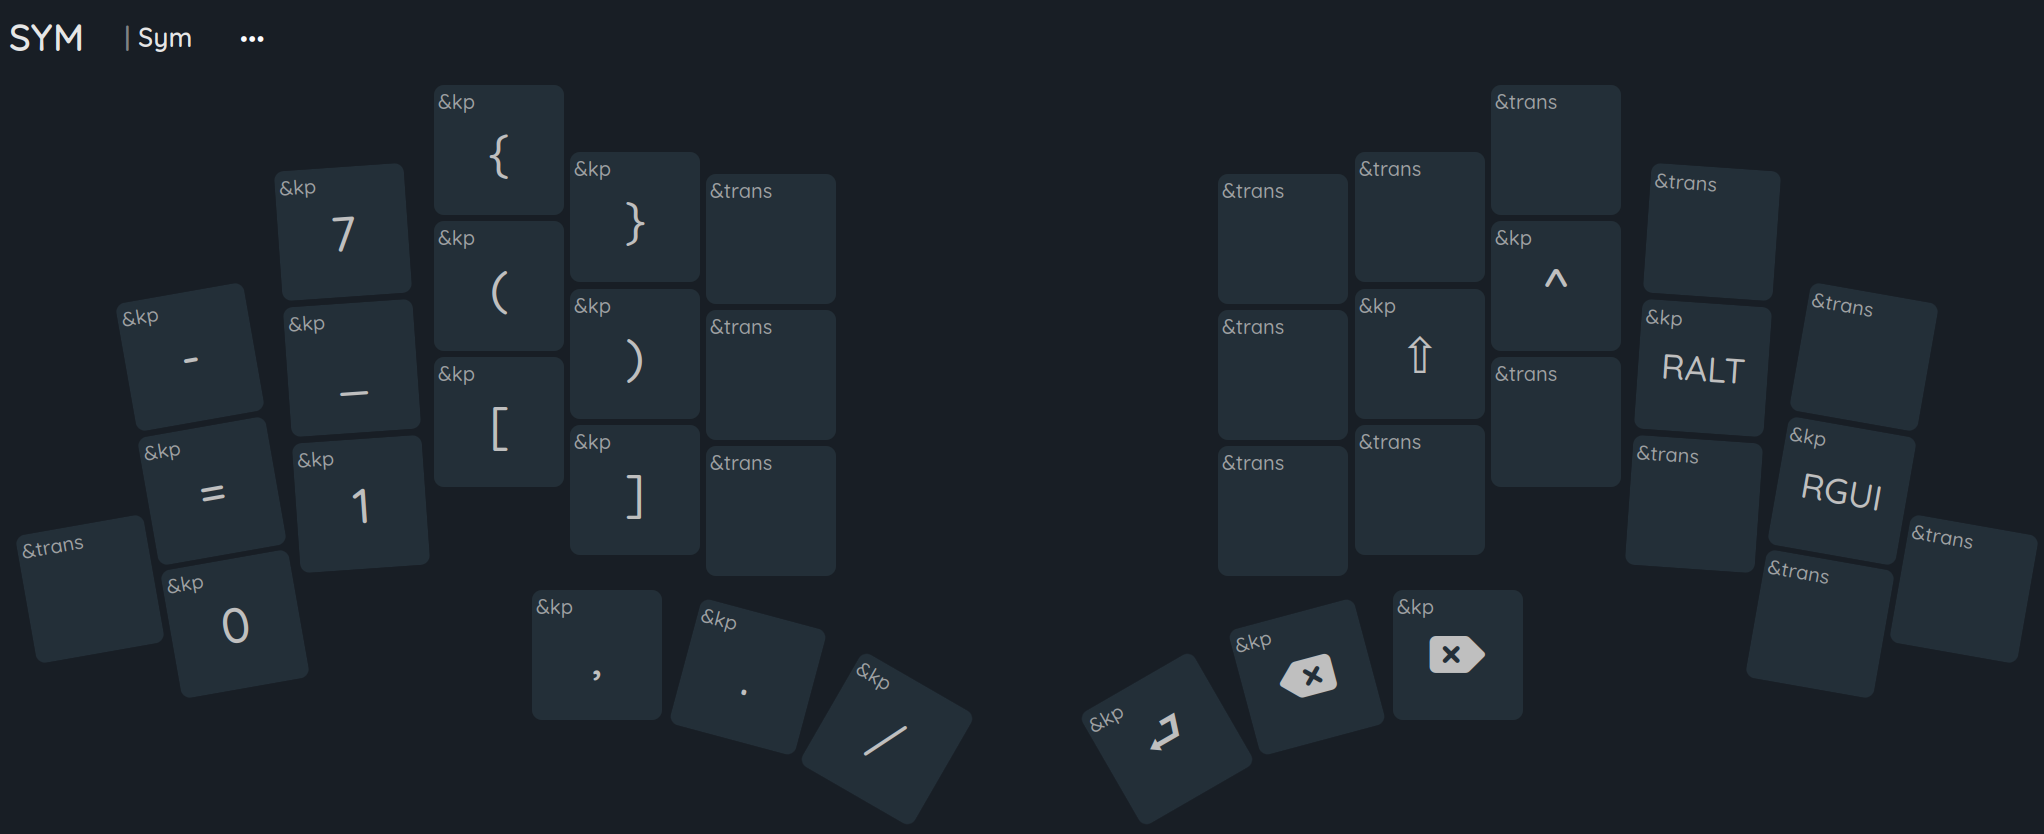 SYM | Sym •••
&kp {
&trans
&kp }
&trans
&trans
&trans
&kp 7
&trans
&kp (
&kp ^
&kp -
&kp _
&kp )
&trans
&trans
&kp ⇧
&kp RALT
&trans
&kp [
&trans
&kp =
&kp 1
&kp ]
&trans
&trans
&trans
&trans
&kp RGUI
&trans
&kp 0
&trans
&trans
&kp ,
&kp .
&kp /
&kp
&kp
&kp